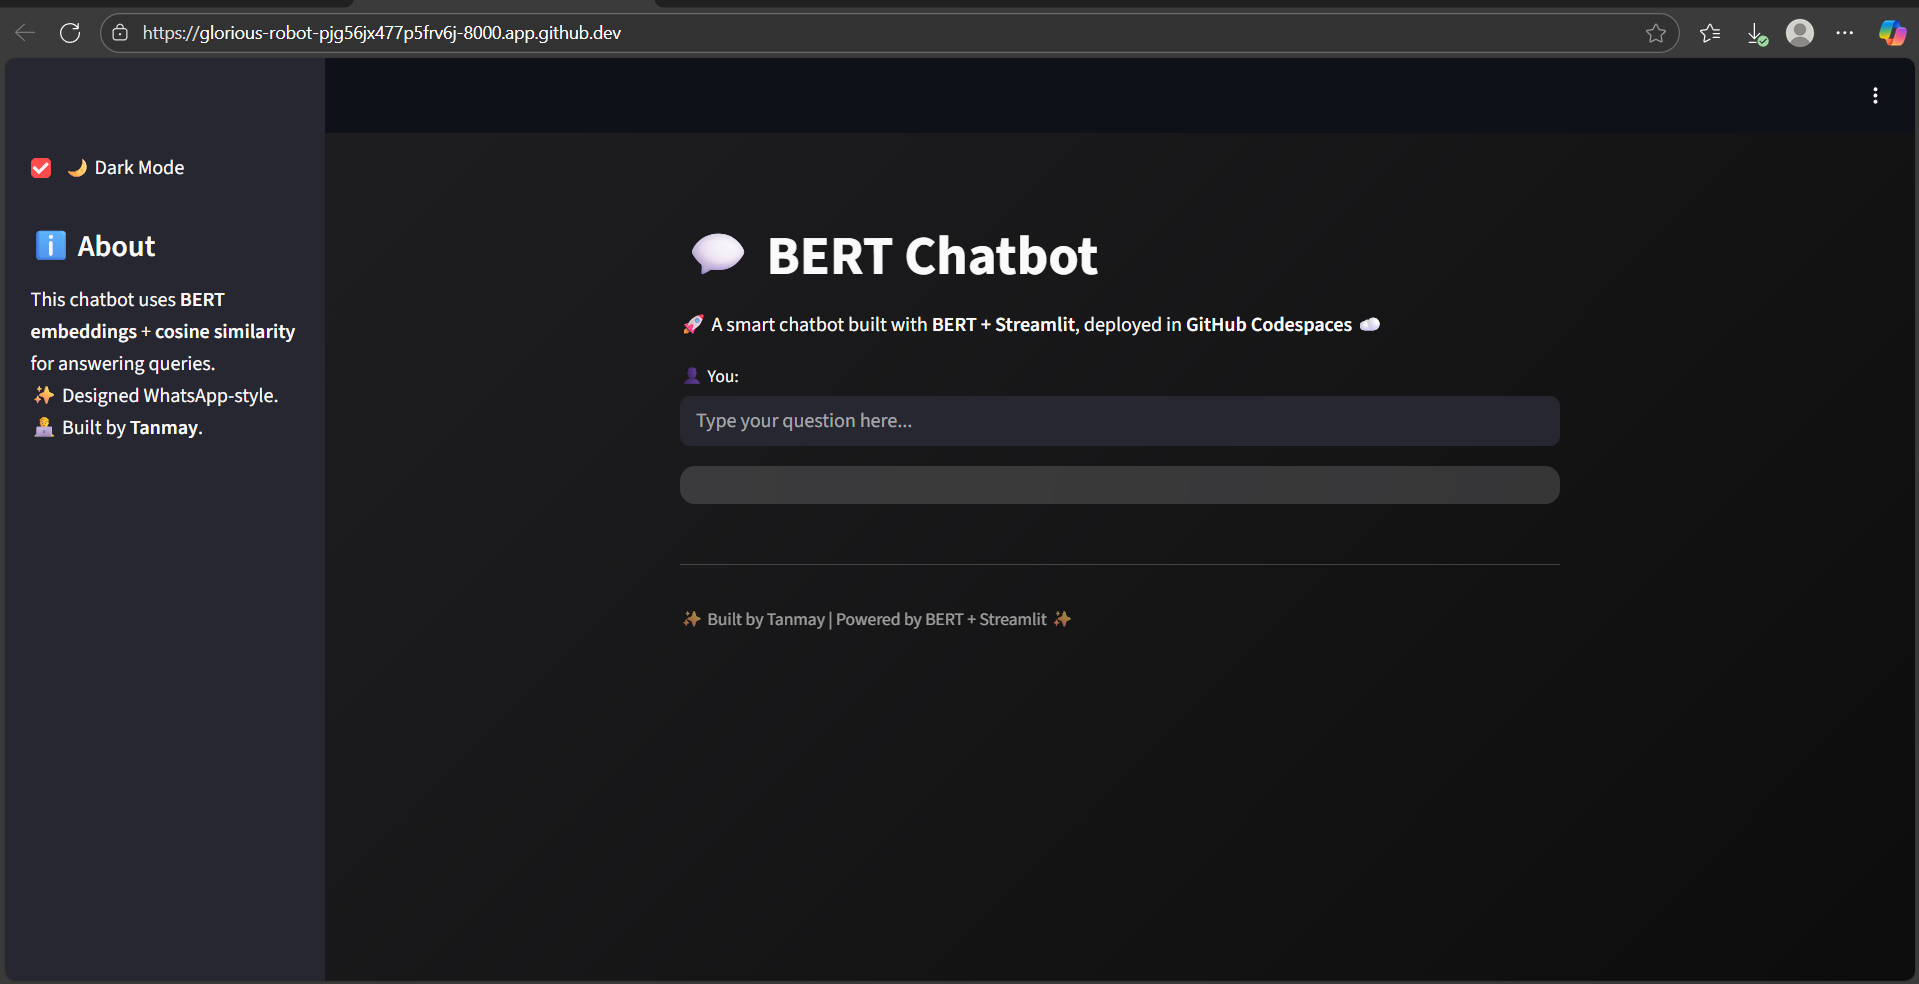 https://glorious-robot-pjg56jx477p5frv6j-8000.app.github.dev
🌙 Dark Mode
ℹ️ About
This chatbot uses BERT
embeddings + cosine similarity
for answering queries.
✨ Designed WhatsApp-style.
👨‍💻 Built by Tanmay.
💬 BERT Chatbot
🚀 A smart chatbot built with BERT + Streamlit, deployed in GitHub Codespaces ☁️
👤 You:
Type your question here...
✨ Built by Tanmay | Powered by BERT + Streamlit ✨